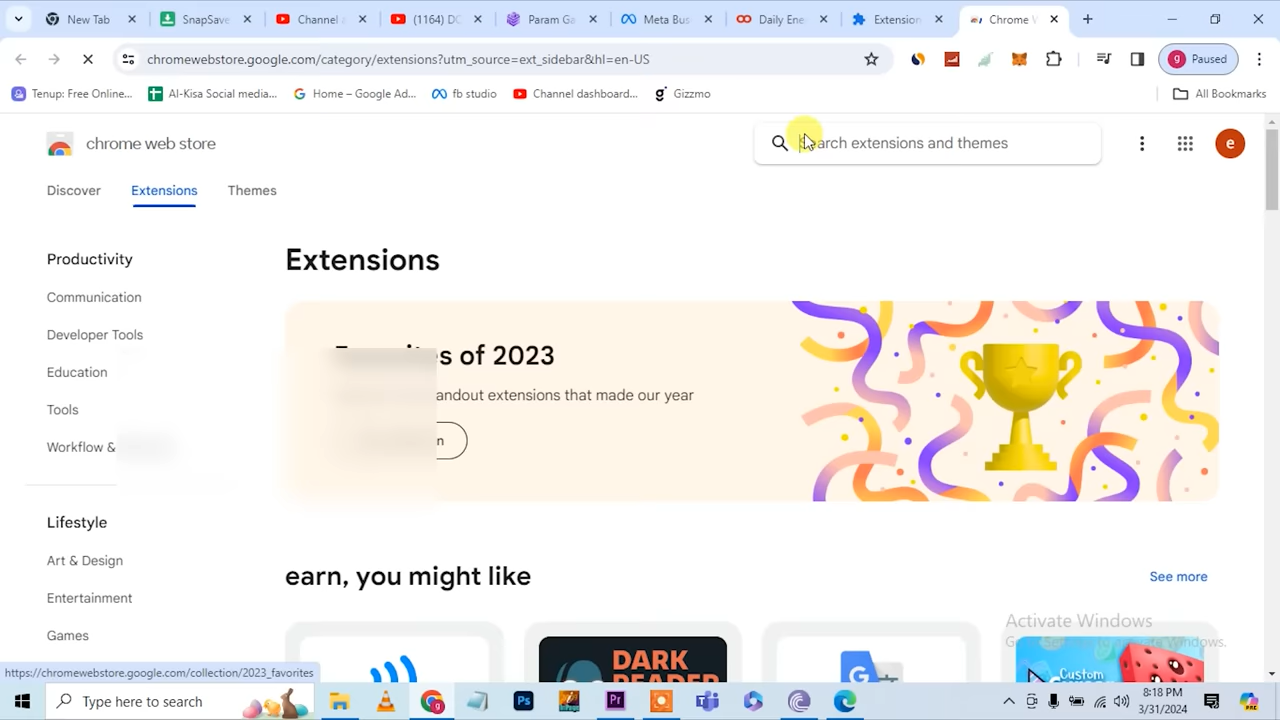 New Tab
SnapSave
Channel
(1164) DC
Param Ga
Meta Bus
Daily Ene
Extension
Chrome W
chromewebstore.google.com/category/extensions?utm_source=ext_sidebar&hl=en-US
g Paused
Tenup: Free Online...
Al-Kisa Social media...
Home – Google Ad...
fb studio
Channel dashboard...
Gizzmo
All Bookmarks
chrome web store
Search extensions and themes
e
Discover
Extensions
Themes
Productivity
Communication
Developer Tools
Education
Tools
Workflow &
Lifestyle
Art & Design
Entertainment
Games
Extensions
of 2023
extensions that made our year
earn, you might like
See more
DARK
READER
Custom
Activate Windows
https://chromewebstore.google.com/collection/2023_favorites
Type here to search
8:18 PM
3/31/2024